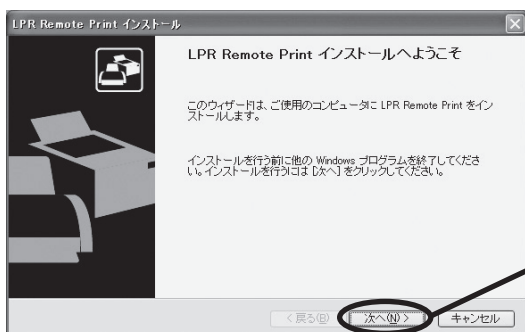 LPR Remote Print インストール
LPR Remote Print インストールへようこそ
このウィザードは、ご使用のコンピュータに LPR Remote Print をイン
ストールします。
インストールを行う前に他の Windows プログラムを終了してくださ
い。インストールを行うには [次へ] をクリックしてください。
< 戻る(B)
次へ(N) >
キャンセル